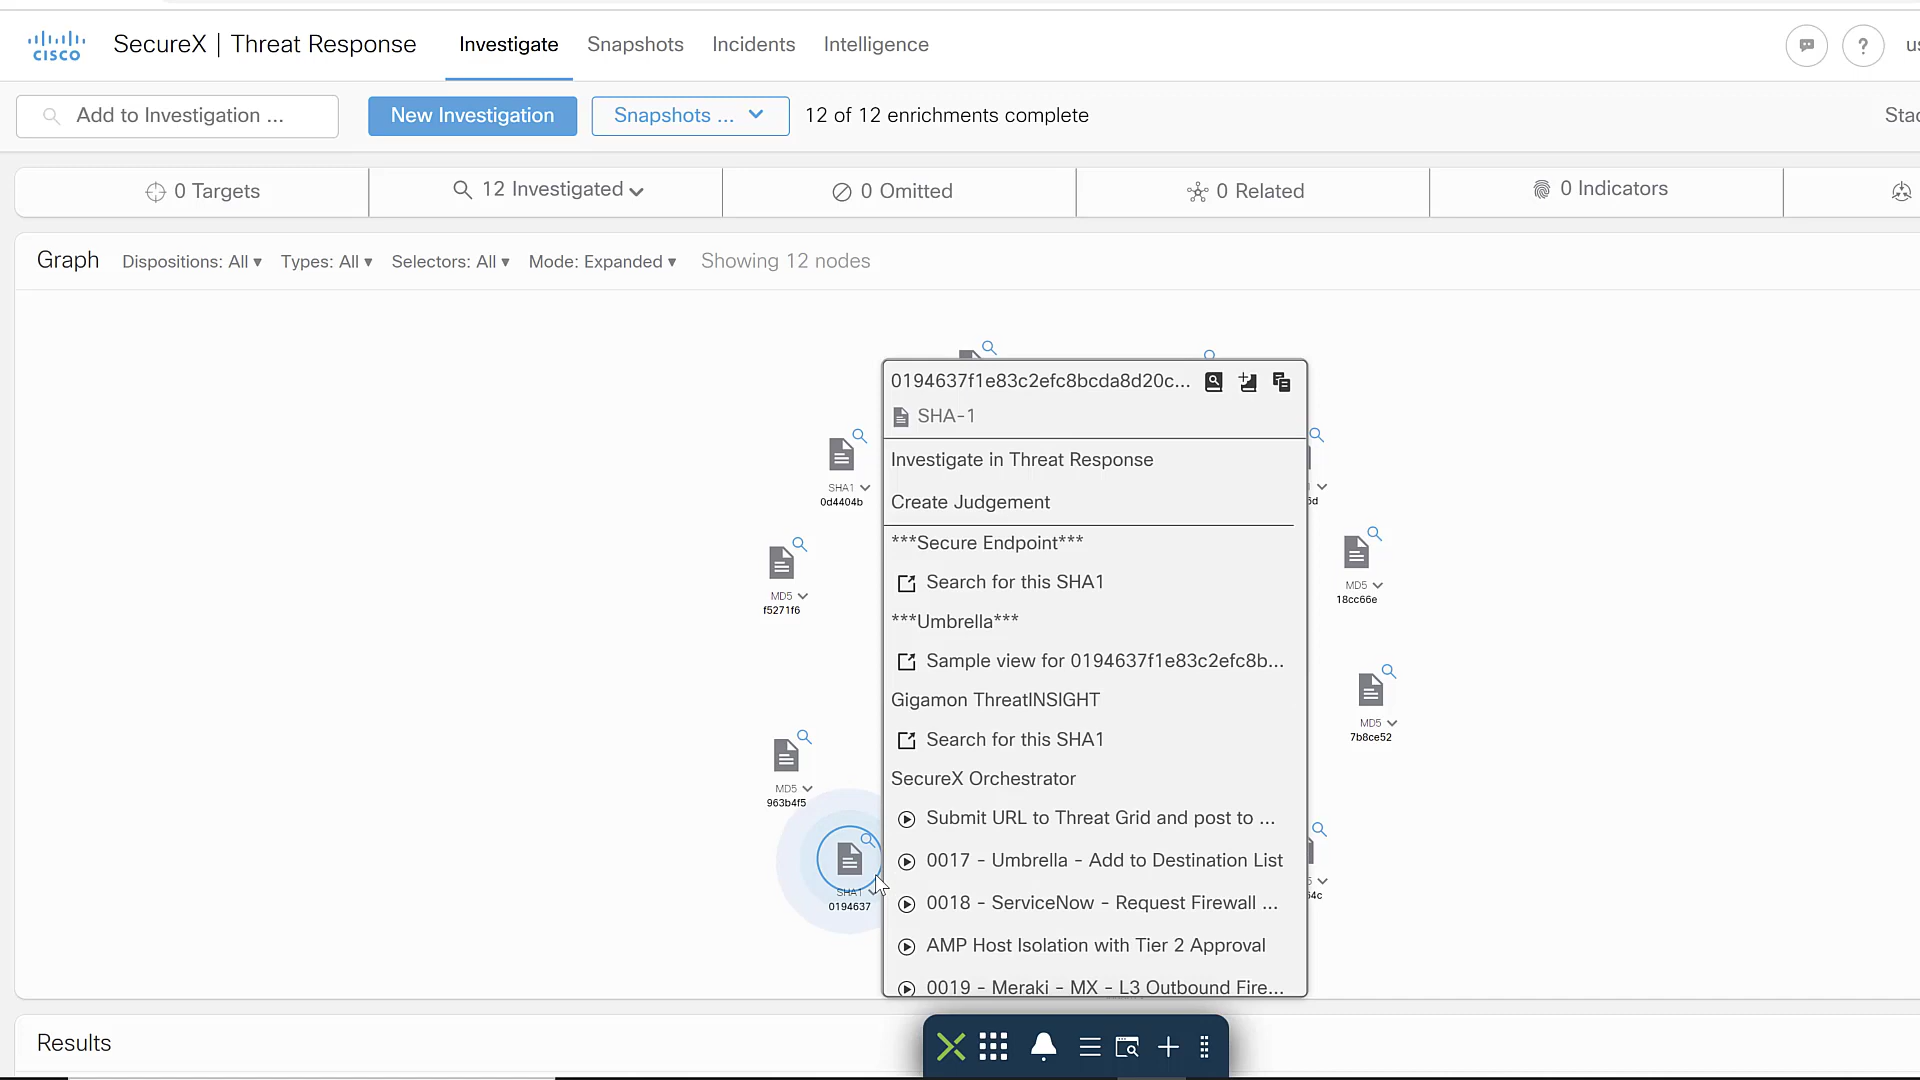 cisco
SecureX | Threat Response
Investigate
Snapshots
Incidents
Intelligence
?
Add to Investigation ...
New Investigation
Snapshots ...
12 of 12 enrichments complete
0 Targets
12 Investigated
0 Omitted
0 Related
0 Indicators
Graph
Dispositions: All ▾
Types: All ▾
Selectors: All ▾
Mode: Expanded ▾
Showing 12 nodes
SHA1
0d4404b
MD5
f5271f6
MD5
963b4f5
SHA1
0194637
0194637f1e83c2efc8bcda8d20c...
SHA-1
Investigate in Threat Response
Create Judgement
***Secure Endpoint***
Search for this SHA1
***Umbrella***
Sample view for 0194637f1e83c2efc8b...
Gigamon ThreatINSIGHT
Search for this SHA1
SecureX Orchestrator
Submit URL to Threat Grid and post to ...
0017 - Umbrella - Add to Destination List
0018 - ServiceNow - Request Firewall ...
AMP Host Isolation with Tier 2 Approval
0019 - Meraki - MX - L3 Outbound Fire...
MD5
18cc66e
MD5
7b8ce52
Results